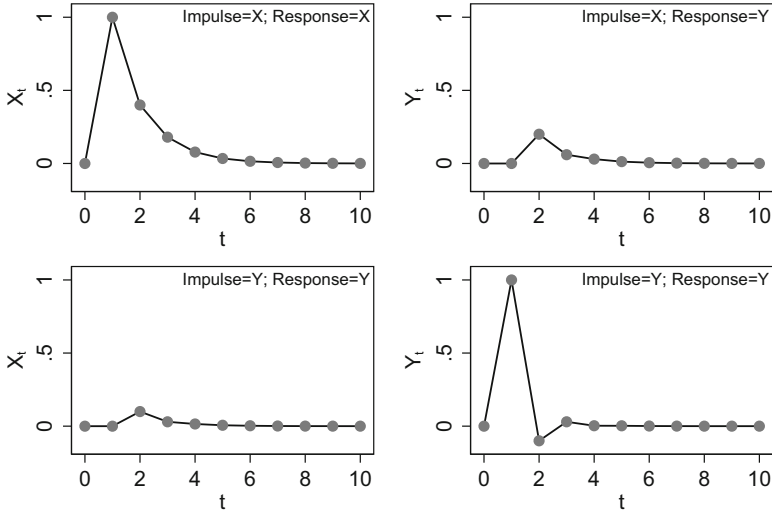 Impulse=X; Response=X
X_t
1
.5
0
0 2 4 6 8 10
t
Impulse=X; Response=Y
Y_t
1
.5
0
0 2 4 6 8 10
t
Impulse=Y; Response=Y
X_t
1
.5
0
0 2 4 6 8 10
t
Impulse=Y; Response=Y
Y_t
1
.5
0
0 2 4 6 8 10
t